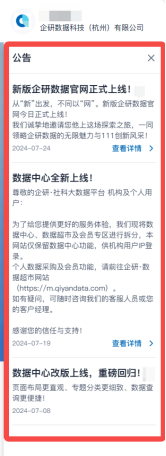 企研数据科技（杭州）有限公司
公告
新版企研数据官网正式上线！
从“新”出发，不同以“网”。新版企研数据官
网今日正式上线！
我们诚挚地邀请您他上这场探索之旅，一同
领略企研数据的无限魅力与111创新风采！
2024-07-24 查看详情 >
数据中心全新上线！
尊敬的企研·社科大数据平台 机构及个人用
户：
为了给您提供更好的服务体验，我们现将数
据中心、数据超市及会员专区进行拆分，本
网站仅保留数据中心功能，供机构用户IP登
录。
个人数据采购及会员功能，请前往企研·数
据超市网站
（https://m.qiyandata.com）。
如有疑问，可随时咨询我们的客服人员或您
的客户经理。
感谢您的信任与支持！
2024-07-19 查看详情 >
数据中心改版上线，重磅回归！
页面布局更直观、专题分类更细致、数据查
询更便捷！
2024-07-08